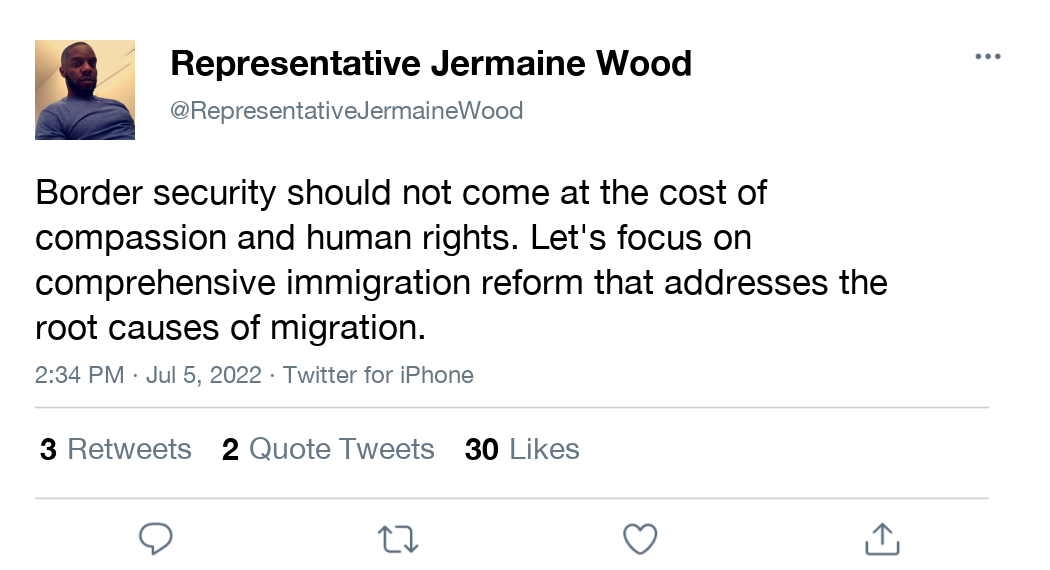 Representative Jermaine Wood
@RepresentativeJermaineWood
Border security should not come at the cost of
compassion and human rights. Let's focus on
comprehensive immigration reform that addresses the
root causes of migration.
2:34 PM · Jul 5, 2022 · Twitter for iPhone
3 Retweets 2 Quote Tweets 30 Likes